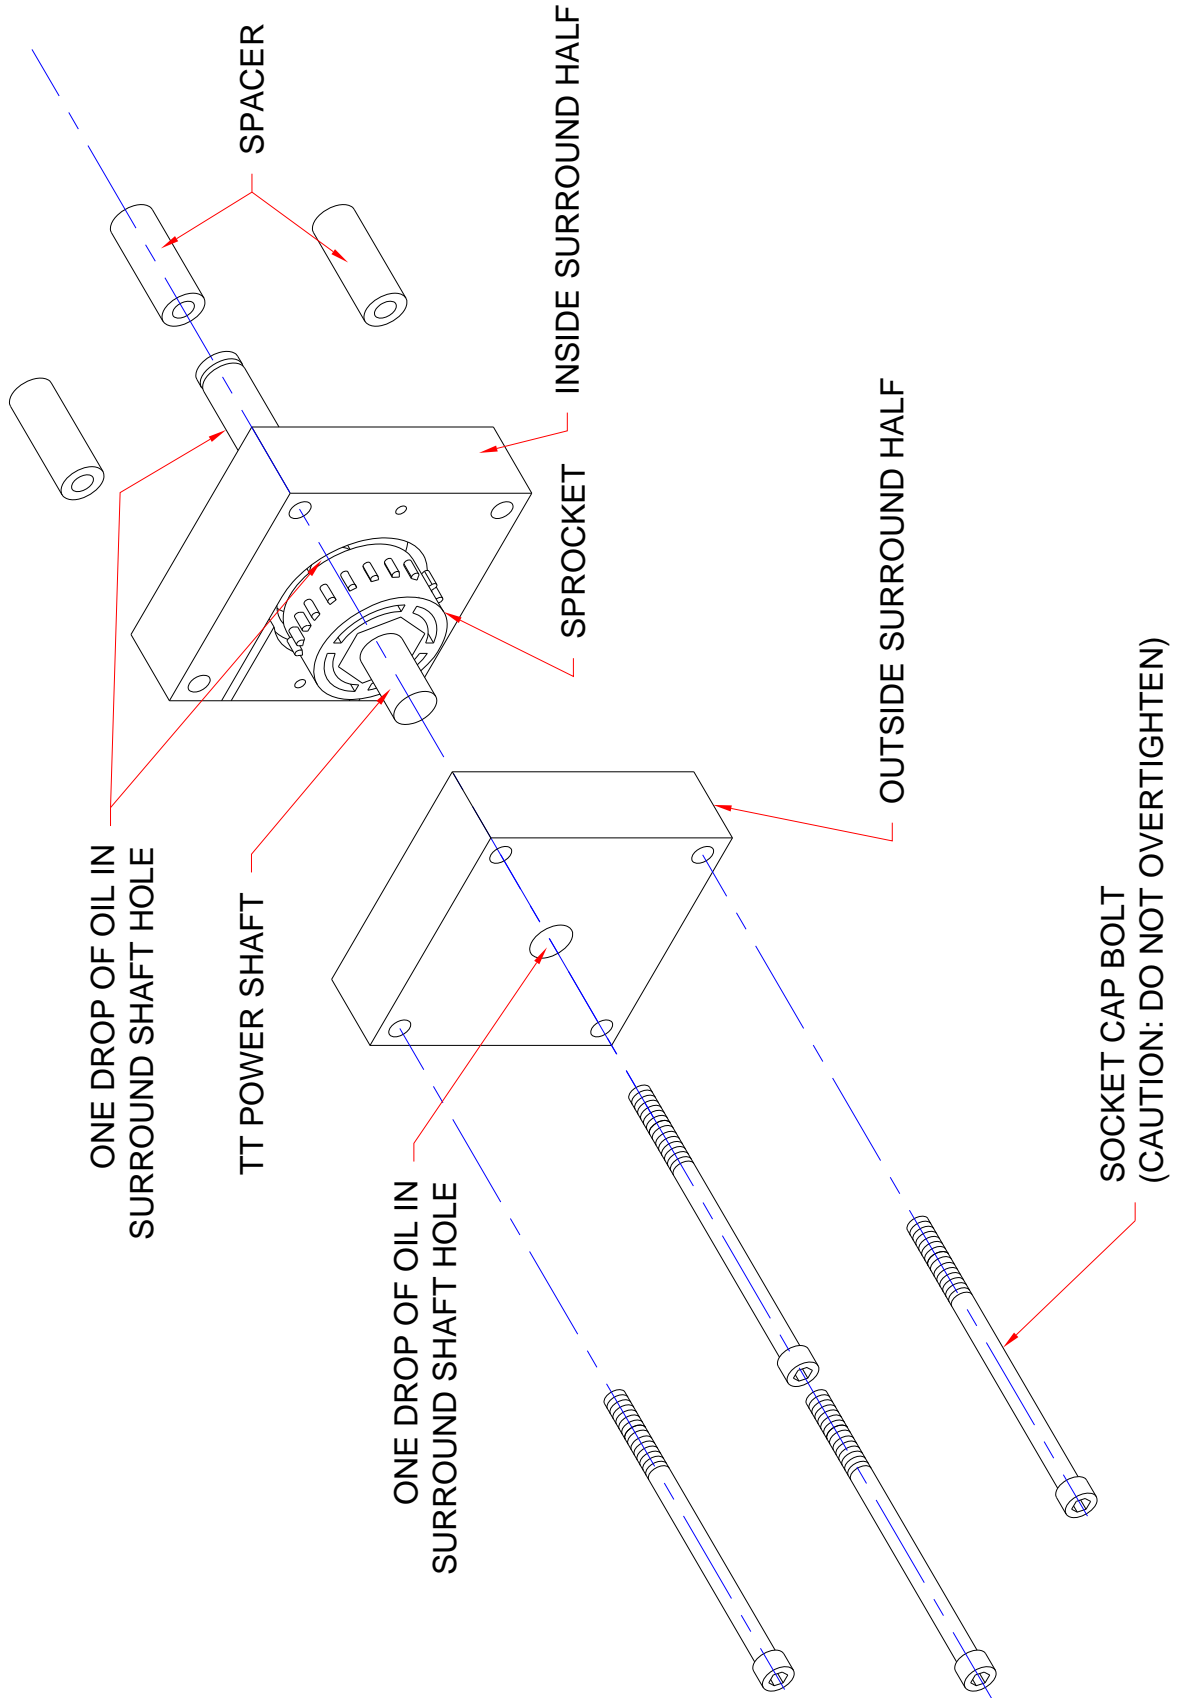 ONE DROP OF OIL IN
SURROUND SHAFT HOLE
TT POWER SHAFT
SPACER
INSIDE SURROUND HALF
SPROCKET
ONE DROP OF OIL IN
SURROUND SHAFT HOLE
OUTSIDE SURROUND HALF
SOCKET CAP BOLT
(CAUTION: DO NOT OVERTIGHTEN)